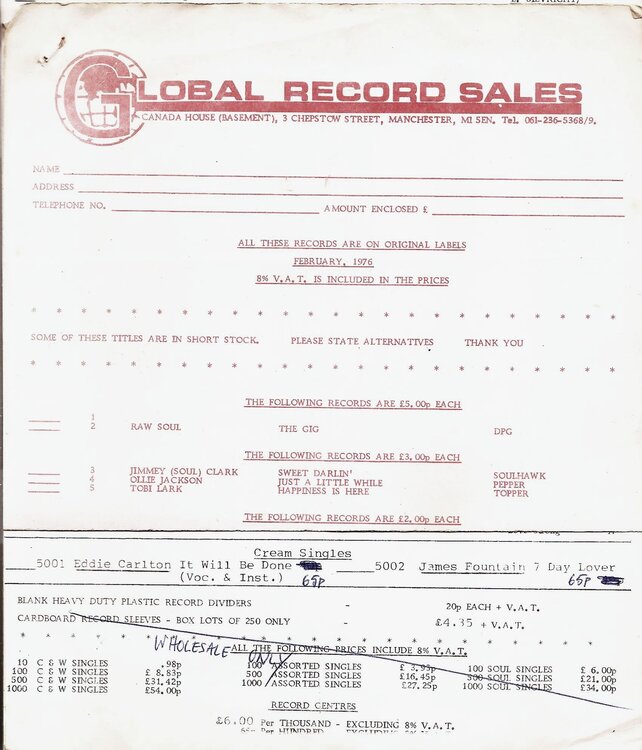 GLOBAL RECORD SALES
CANADA HOUSE (BASEMENT), 3 CHEPSTOW STREET, MANCHESTER, M1 5EN. Tel. 061-236-5368/9.
NAME
ADDRESS
TELEPHONE NO. AMOUNT ENCLOSED £
ALL THESE RECORDS ARE ON ORIGINAL LABELS
FEBRUARY, 1976
8% V.A.T. IS INCLUDED IN THE PRICES
* * * * * * * * * * * * * * * * * * * * * * * *
SOME OF THESE TITLES ARE IN SHORT STOCK. PLEASE STATE ALTERNATIVES THANK YOU
* * * * * * * * * * * * * * * * * * * * * * * *
THE FOLLOWING RECORDS ARE £5.00p EACH
1
2 RAW SOUL THE GIG DPG
THE FOLLOWING RECORDS ARE £3.00p EACH
3 JIMMEY (SOUL) CLARK SWEET DARLIN' SOULHAWK
4 OLLIE JACKSON JUST A LITTLE WHILE PEPPER
5 TOBI LARK HAPPINESS IS HERE TOPPER
THE FOLLOWING RECORDS ARE £2.00p EACH
Cream Singles
5001 Eddie Carlton It Will Be Done 5002 James Fountain 7 Day Lover
(Voc. & Inst.) 65p 65p
BLANK HEAVY DUTY PLASTIC RECORD DIVIDERS - 20p EACH + V.A.T.
CARDBOARD RECORD SLEEVES - BOX LOTS OF 250 ONLY - £4.35 + V.A.T.
* * * * * * * * * * * * * * * * * * * *
WHOLESALE ONLY ALL THE FOLLOWING PRICES INCLUDE 8% V.A.T.
10 C & W SINGLES .98p 100 ASSORTED SINGLES £ 3.93p 100 SOUL SINGLES £ 6.00p
100 C & W SINGLES £ 8.83p 500 ASSORTED SINGLES £16.45p 500 SOUL SINGLES £21.00p
500 C & W SINGLES £31.42p 1000 ASSORTED SINGLES £27.25p 1000 SOUL SINGLES £34.00p
1000 C & W SINGLES £54.00p
RECORD CENTRES
£6.00 Per THOUSAND - EXCLUDING 8% V.A.T.
Per HUNDRED